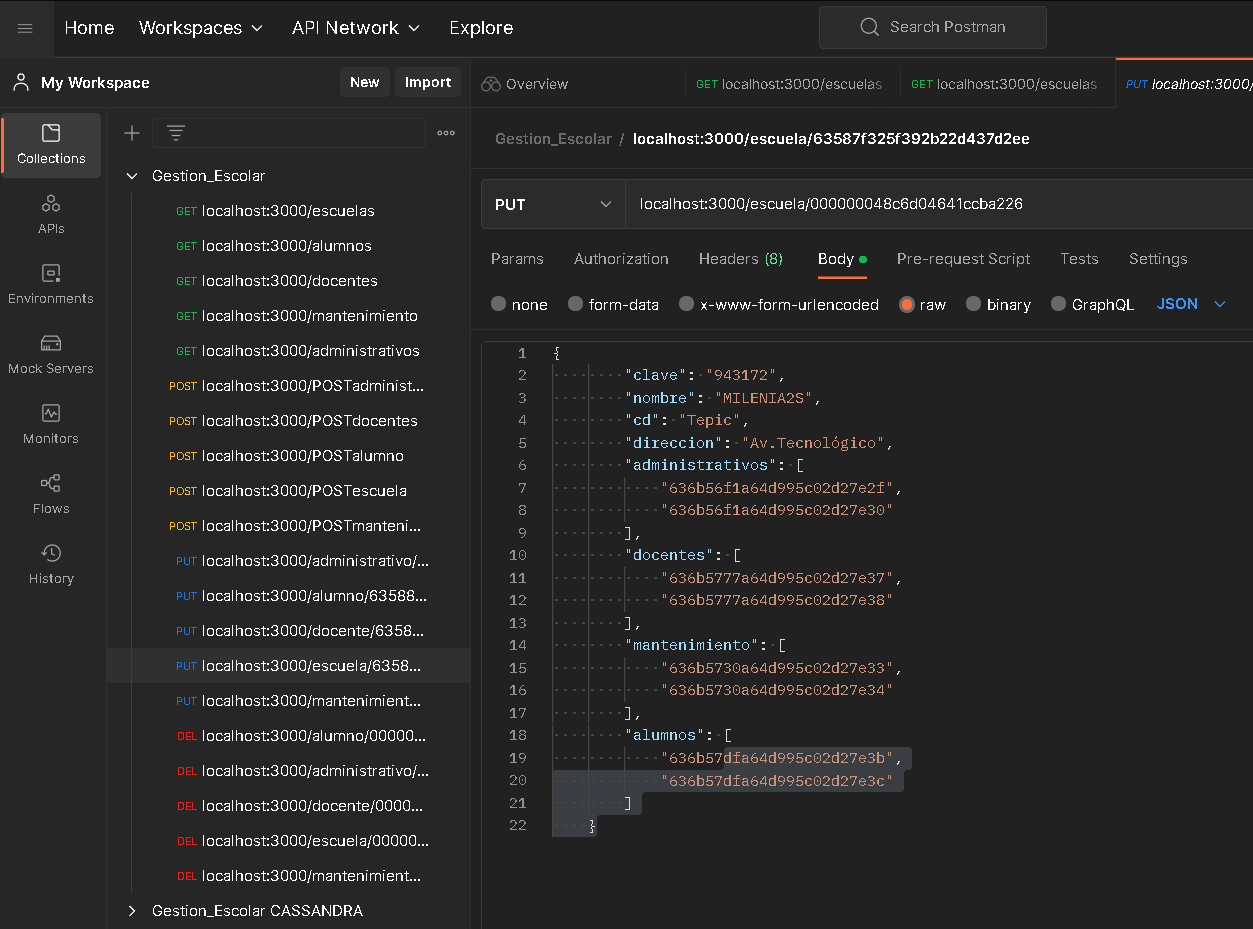 Home Workspaces API Network Explore Search Postman
My Workspace New Import
Overview GET localhost:3000/escuelas GET localhost:3000/escuelas PUT localhost:3000/
Collections
APIs
Environments
Mock Servers
Monitors
Flows
History
Gestion_Escolar
GET localhost:3000/escuelas
GET localhost:3000/alumnos
GET localhost:3000/docentes
GET localhost:3000/mantenimiento
GET localhost:3000/administrativos
POST localhost:3000/POSTadminist...
POST localhost:3000/POSTdocentes
POST localhost:3000/POSTalumno
POST localhost:3000/POSTescuela
POST localhost:3000/POSTmanteni...
PUT localhost:3000/administrativo/...
PUT localhost:3000/alumno/63588...
PUT localhost:3000/docente/6358...
PUT localhost:3000/escuela/6358...
PUT localhost:3000/mantenimient...
DEL localhost:3000/alumno/00000...
DEL localhost:3000/administrativo/...
DEL localhost:3000/docente/0000...
DEL localhost:3000/escuela/00000...
DEL localhost:3000/mantenimient...
Gestion_Escolar CASSANDRA
Gestion_Escolar / localhost:3000/escuela/63587f325f392b22d437d2ee
PUT localhost:3000/escuela/000000048c6d04641ccba226
Params Authorization Headers (8) Body Pre-request Script Tests Settings
none form-data x-www-form-urlencoded raw binary GraphQL JSON
1 {
2 "clave": "943172",
3 "nombre": "MILENIA2S",
4 "cd": "Tepic",
5 "direccion": "Av.Tecnológico",
6 "administrativos": [
7 "636b56f1a64d995c02d27e2f",
8 "636b56f1a64d995c02d27e30"
9 ],
10 "docentes": [
11 "636b5777a64d995c02d27e37",
12 "636b5777a64d995c02d27e38"
13 ],
14 "mantenimiento": [
15 "636b5730a64d995c02d27e33",
16 "636b5730a64d995c02d27e34"
17 ],
18 "alumnos": [
19 "636b57dfa64d995c02d27e3b",
20 "636b57dfa64d995c02d27e3c"
21 ]
22 }